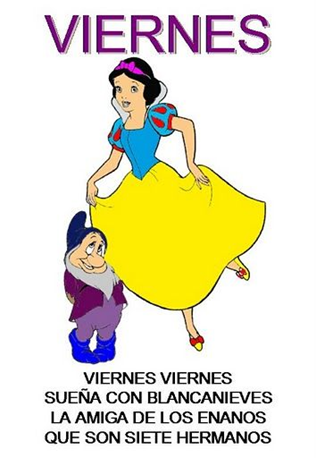 VIERNES
VIERNES VIERNES
SUEÑA CON BLANCANIEVES
LA AMIGA DE LOS ENANOS
QUE SON SIETE HERMANOS